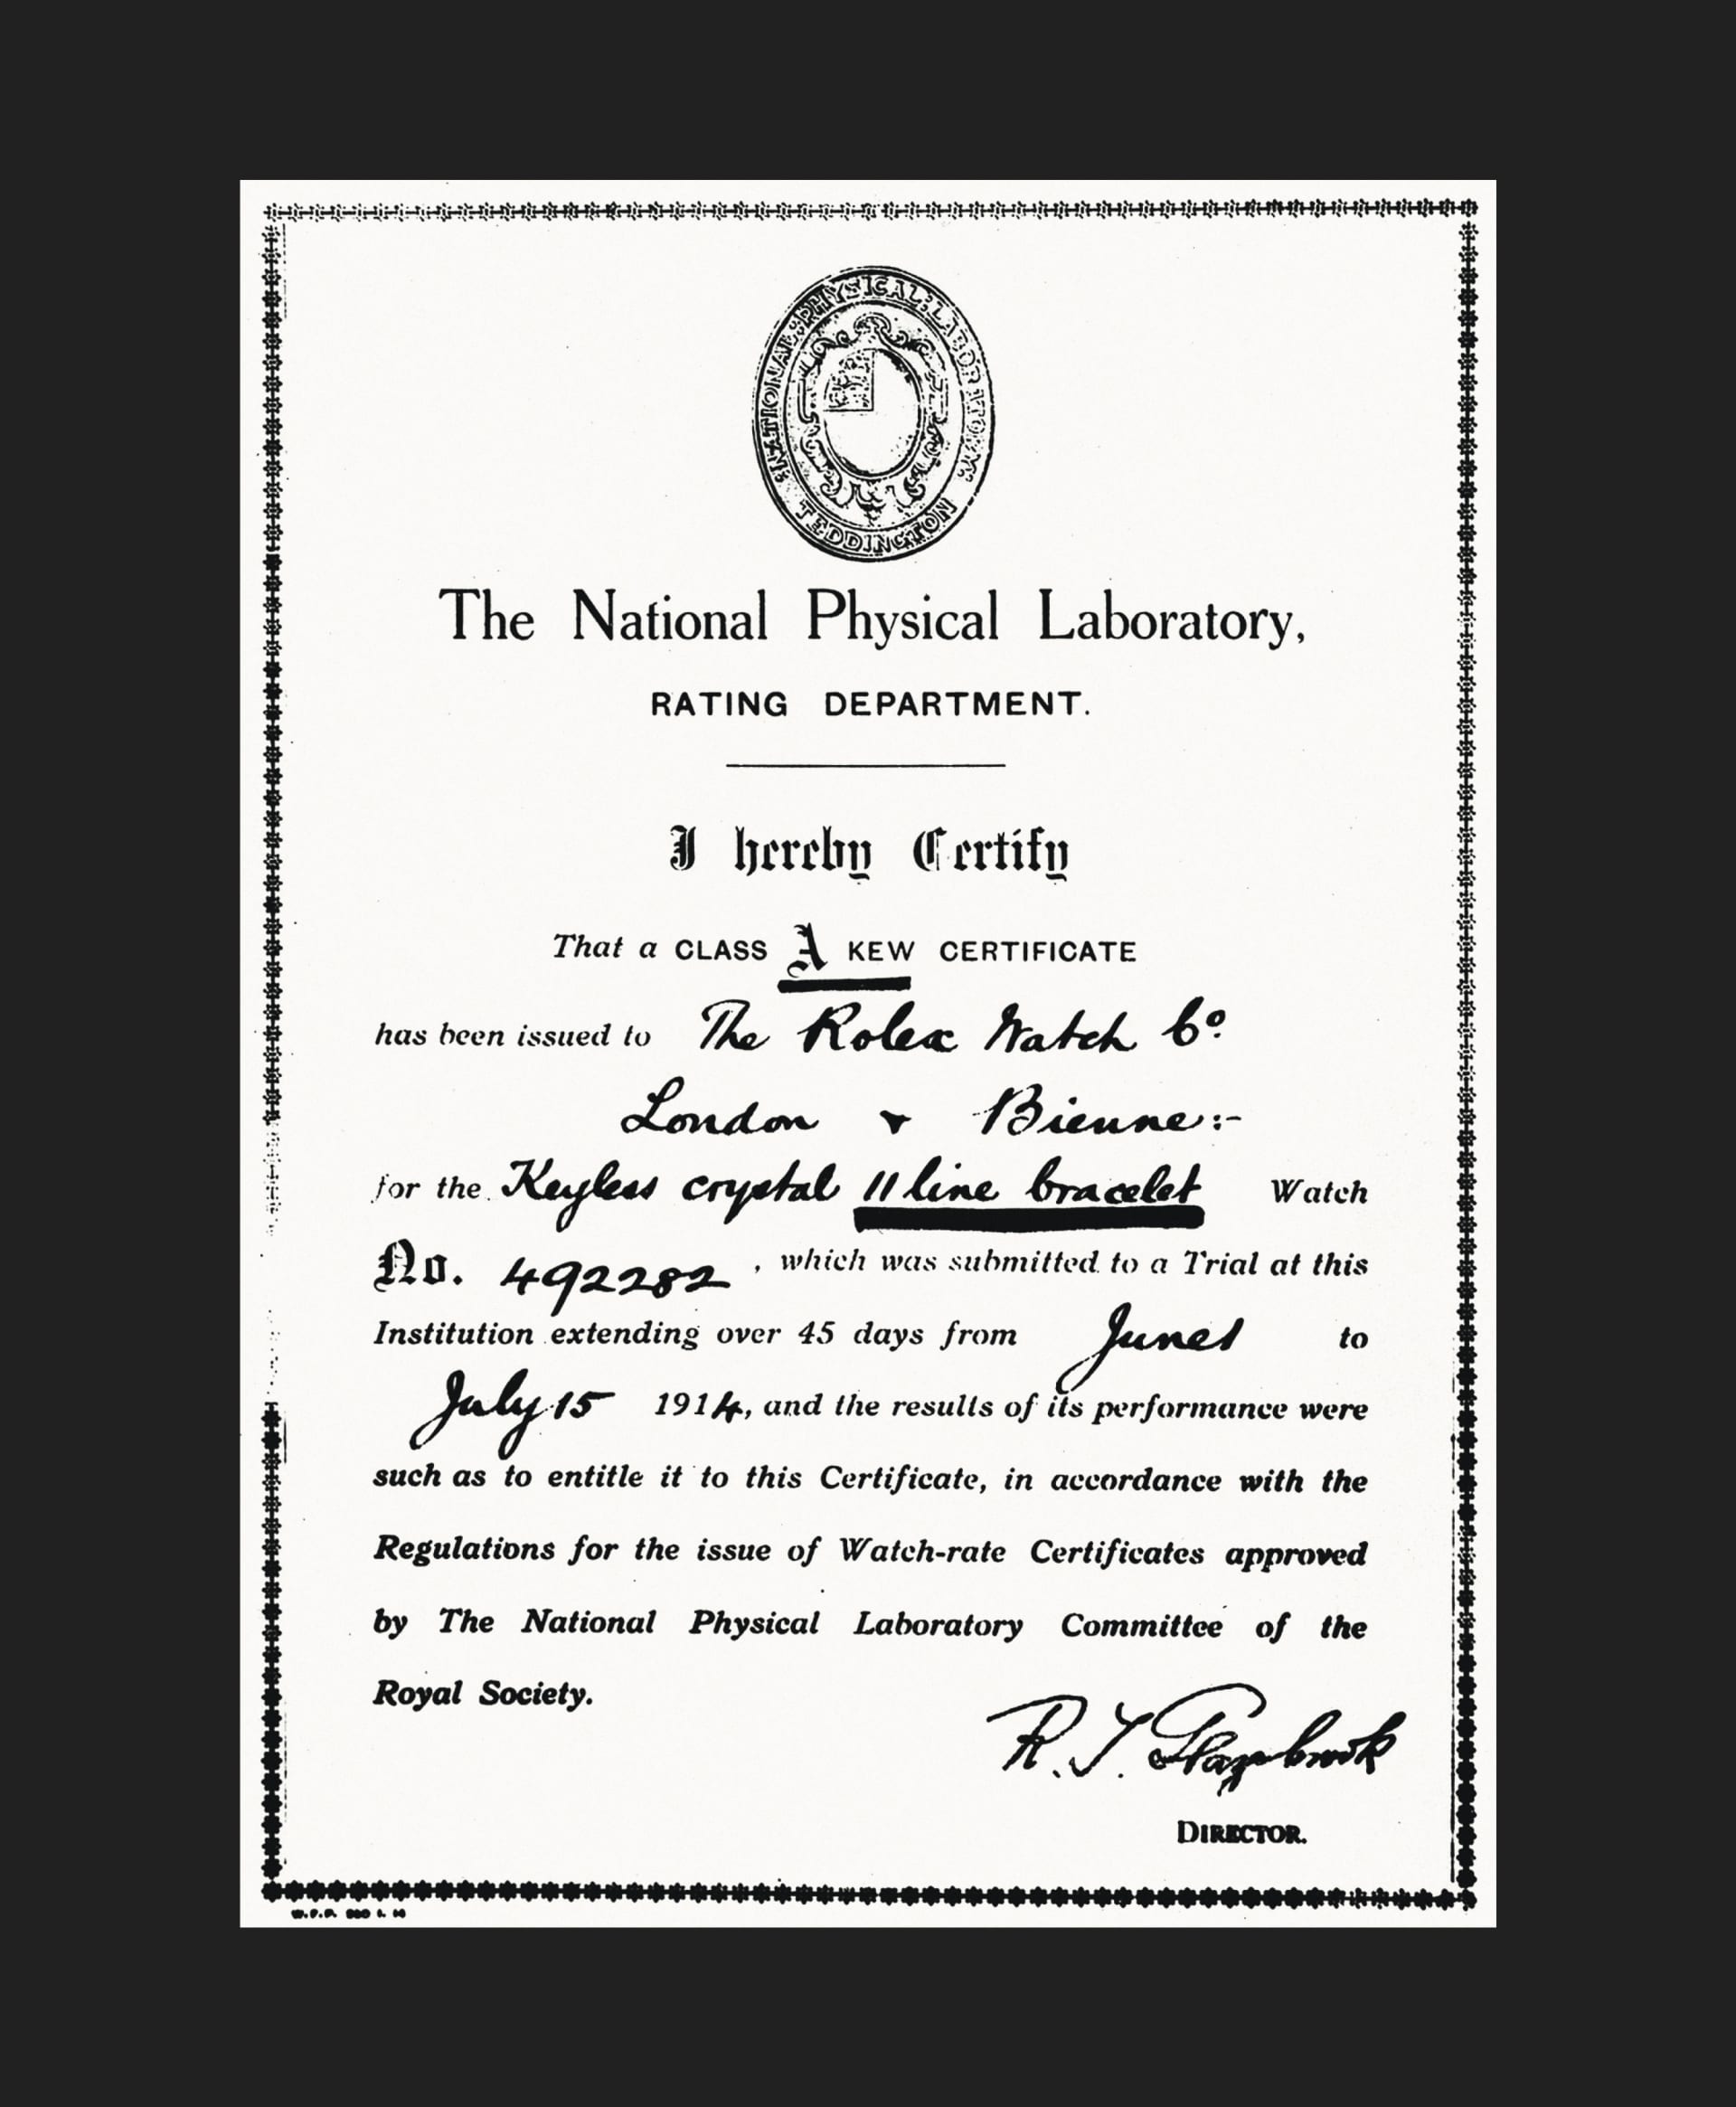 NATIONAL:PHYSICAL:LABORATORY:
TEDDINGTON
The National Physical Laboratory,
RATING DEPARTMENT.
I hereby Certify
That a CLASS A KEW CERTIFICATE
has been issued to The Rolex Watch Co.
London & Bienne:-
for the Keyless crystal 11 line bracelet Watch
No. 492282, which was submitted to a Trial at this
Institution extending over 45 days from June 1 to
July 15 1914, and the results of its performance were
such as to entitle it to this Certificate, in accordance with the
Regulations for the issue of Watch-rate Certificates approved
by The National Physical Laboratory Committee of the
Royal Society.
R. T. Glazebrook
DIRECTOR.